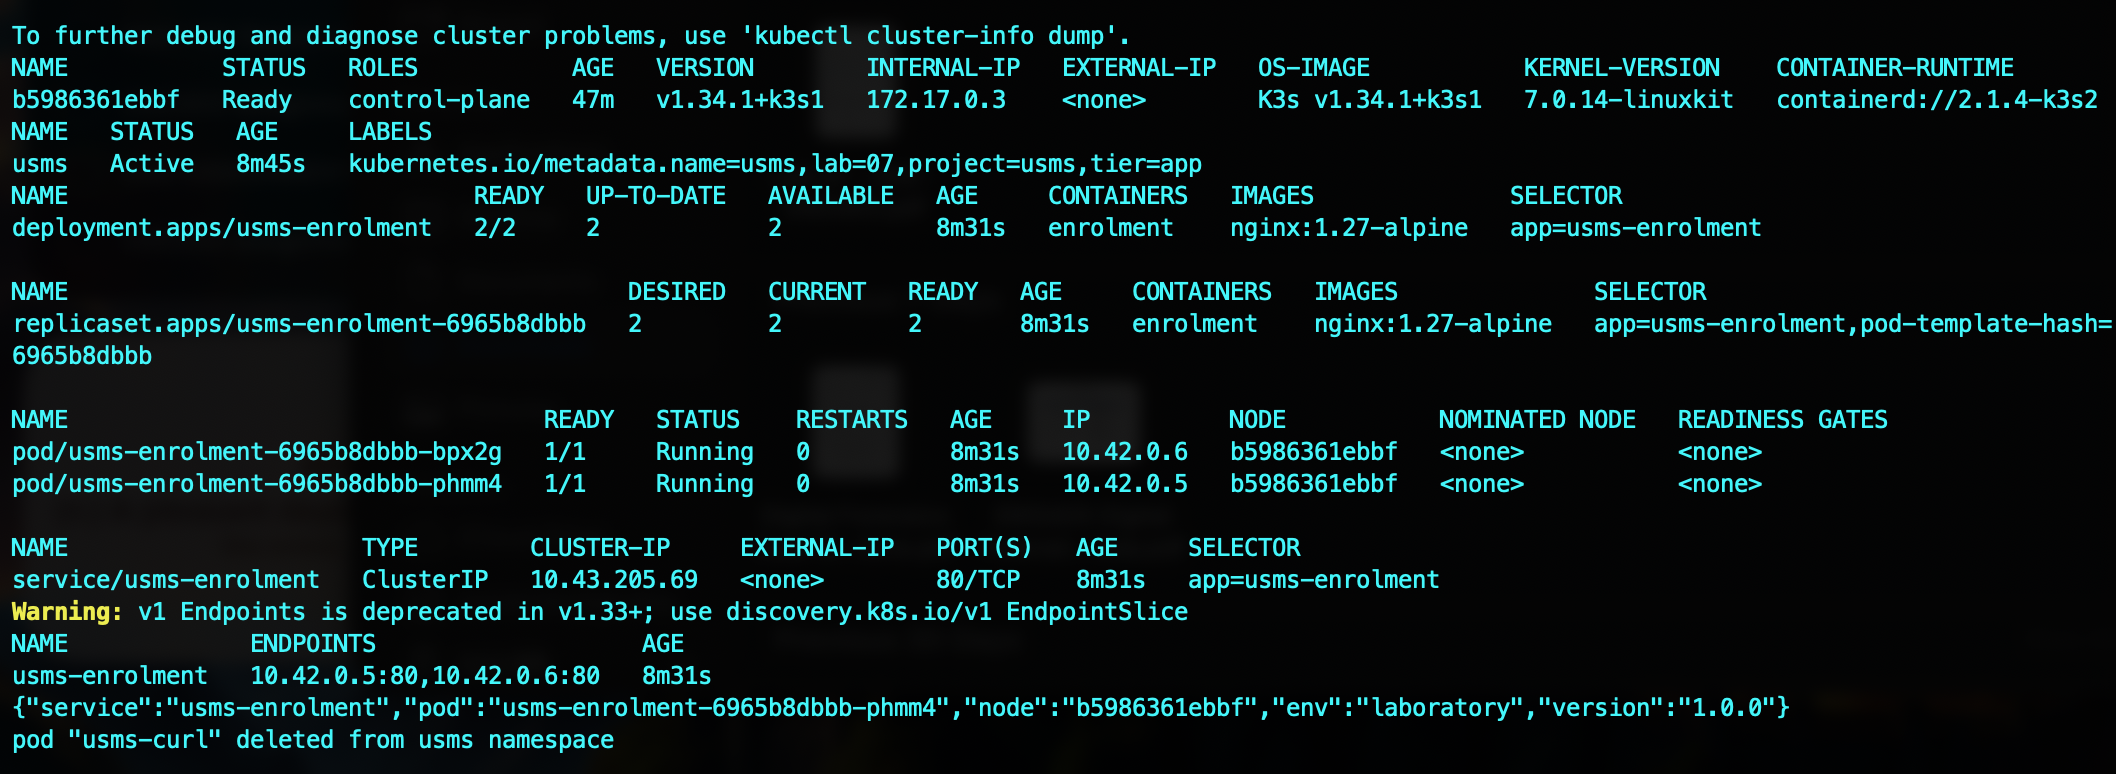 To further debug and diagnose cluster problems, use 'kubectl cluster-info dump'.
NAME           STATUS   ROLES           AGE   VERSION        INTERNAL-IP   EXTERNAL-IP   OS-IMAGE           KERNEL-VERSION    CONTAINER-RUNTIME
b5986361ebbf   Ready    control-plane   47m   v1.34.1+k3s1   172.17.0.3    <none>        K3s v1.34.1+k3s1   7.0.14-linuxkit   containerd://2.1.4-k3s2
NAME   STATUS   AGE     LABELS
usms   Active   8m45s   kubernetes.io/metadata.name=usms,lab=07,project=usms,tier=app
NAME                             READY   UP-TO-DATE   AVAILABLE   AGE     CONTAINERS   IMAGES              SELECTOR
deployment.apps/usms-enrolment   2/2     2            2           8m31s   enrolment    nginx:1.27-alpine   app=usms-enrolment
NAME                                        DESIRED   CURRENT   READY   AGE     CONTAINERS   IMAGES              SELECTOR
replicaset.apps/usms-enrolment-6965b8dbbb   2         2         2       8m31s   enrolment    nginx:1.27-alpine   app=usms-enrolment,pod-template-hash=
6965b8dbbb
NAME                                  READY   STATUS    RESTARTS   AGE     IP          NODE           NOMINATED NODE   READINESS GATES
pod/usms-enrolment-6965b8dbbb-bpx2g   1/1     Running   0          8m31s   10.42.0.6   b5986361ebbf   <none>           <none>
pod/usms-enrolment-6965b8dbbb-phmm4   1/1     Running   0          8m31s   10.42.0.5   b5986361ebbf   <none>           <none>
NAME                     TYPE        CLUSTER-IP     EXTERNAL-IP   PORT(S)   AGE     SELECTOR
service/usms-enrolment   ClusterIP   10.43.205.69   <none>        80/TCP    8m31s   app=usms-enrolment
Warning: v1 Endpoints is deprecated in v1.33+; use discovery.k8s.io/v1 EndpointSlice
NAME             ENDPOINTS                   AGE
usms-enrolment   10.42.0.5:80,10.42.0.6:80   8m31s
{"service":"usms-enrolment","pod":"usms-enrolment-6965b8dbbb-phmm4","node":"b5986361ebbf","env":"laboratory","version":"1.0.0"}
pod "usms-curl" deleted from usms namespace